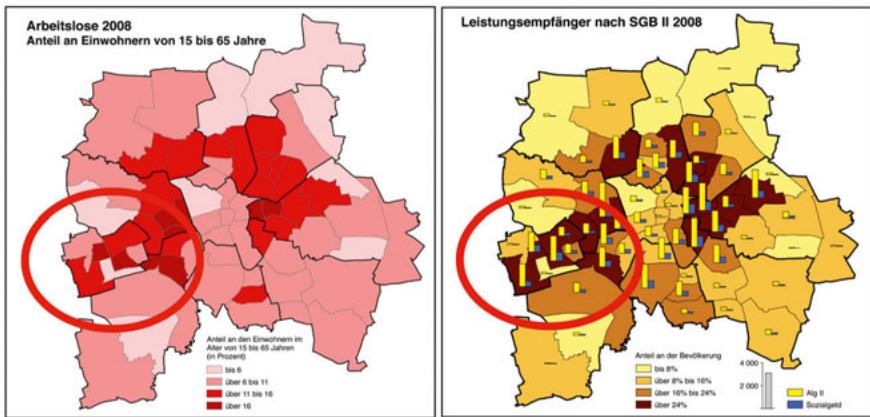 Arbeitslose 2008
Anteil an Einwohnern von 15 bis 65 Jahre
Anteil an den Einwohnern im
Alter von 15 bis 65 Jahren
(in Prozent)
bis 6
über 6 bis 11
über 11 bis 16
über 16
Leistungsempfänger nach SGB II 2008
Anteil an der Bevölkerung
bis 8%
über 8% bis 16%
über 16% bis 24%
über 24%
4 000
2 000
Alg II
Sozialgeld